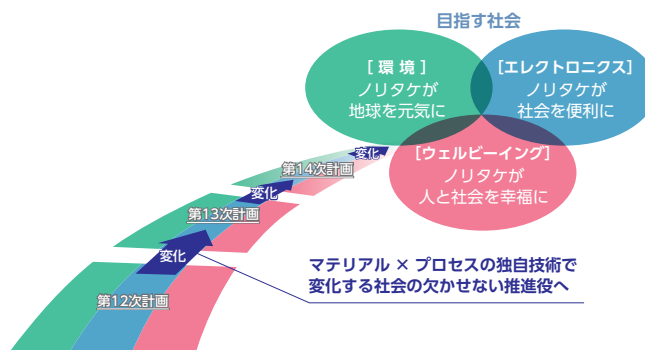 目指す社会
[ 環 境 ]
ノリタケが
地球を元気に
[エレクトロニクス]
ノリタケが
社会を便利に
[ウェルビーイング]
ノリタケが
人と社会を幸福に
変化
第14次計画
変化
第13次計画
変化
第12次計画
マテリアル × プロセスの独自技術で
変化する社会の欠かせない推進役へ